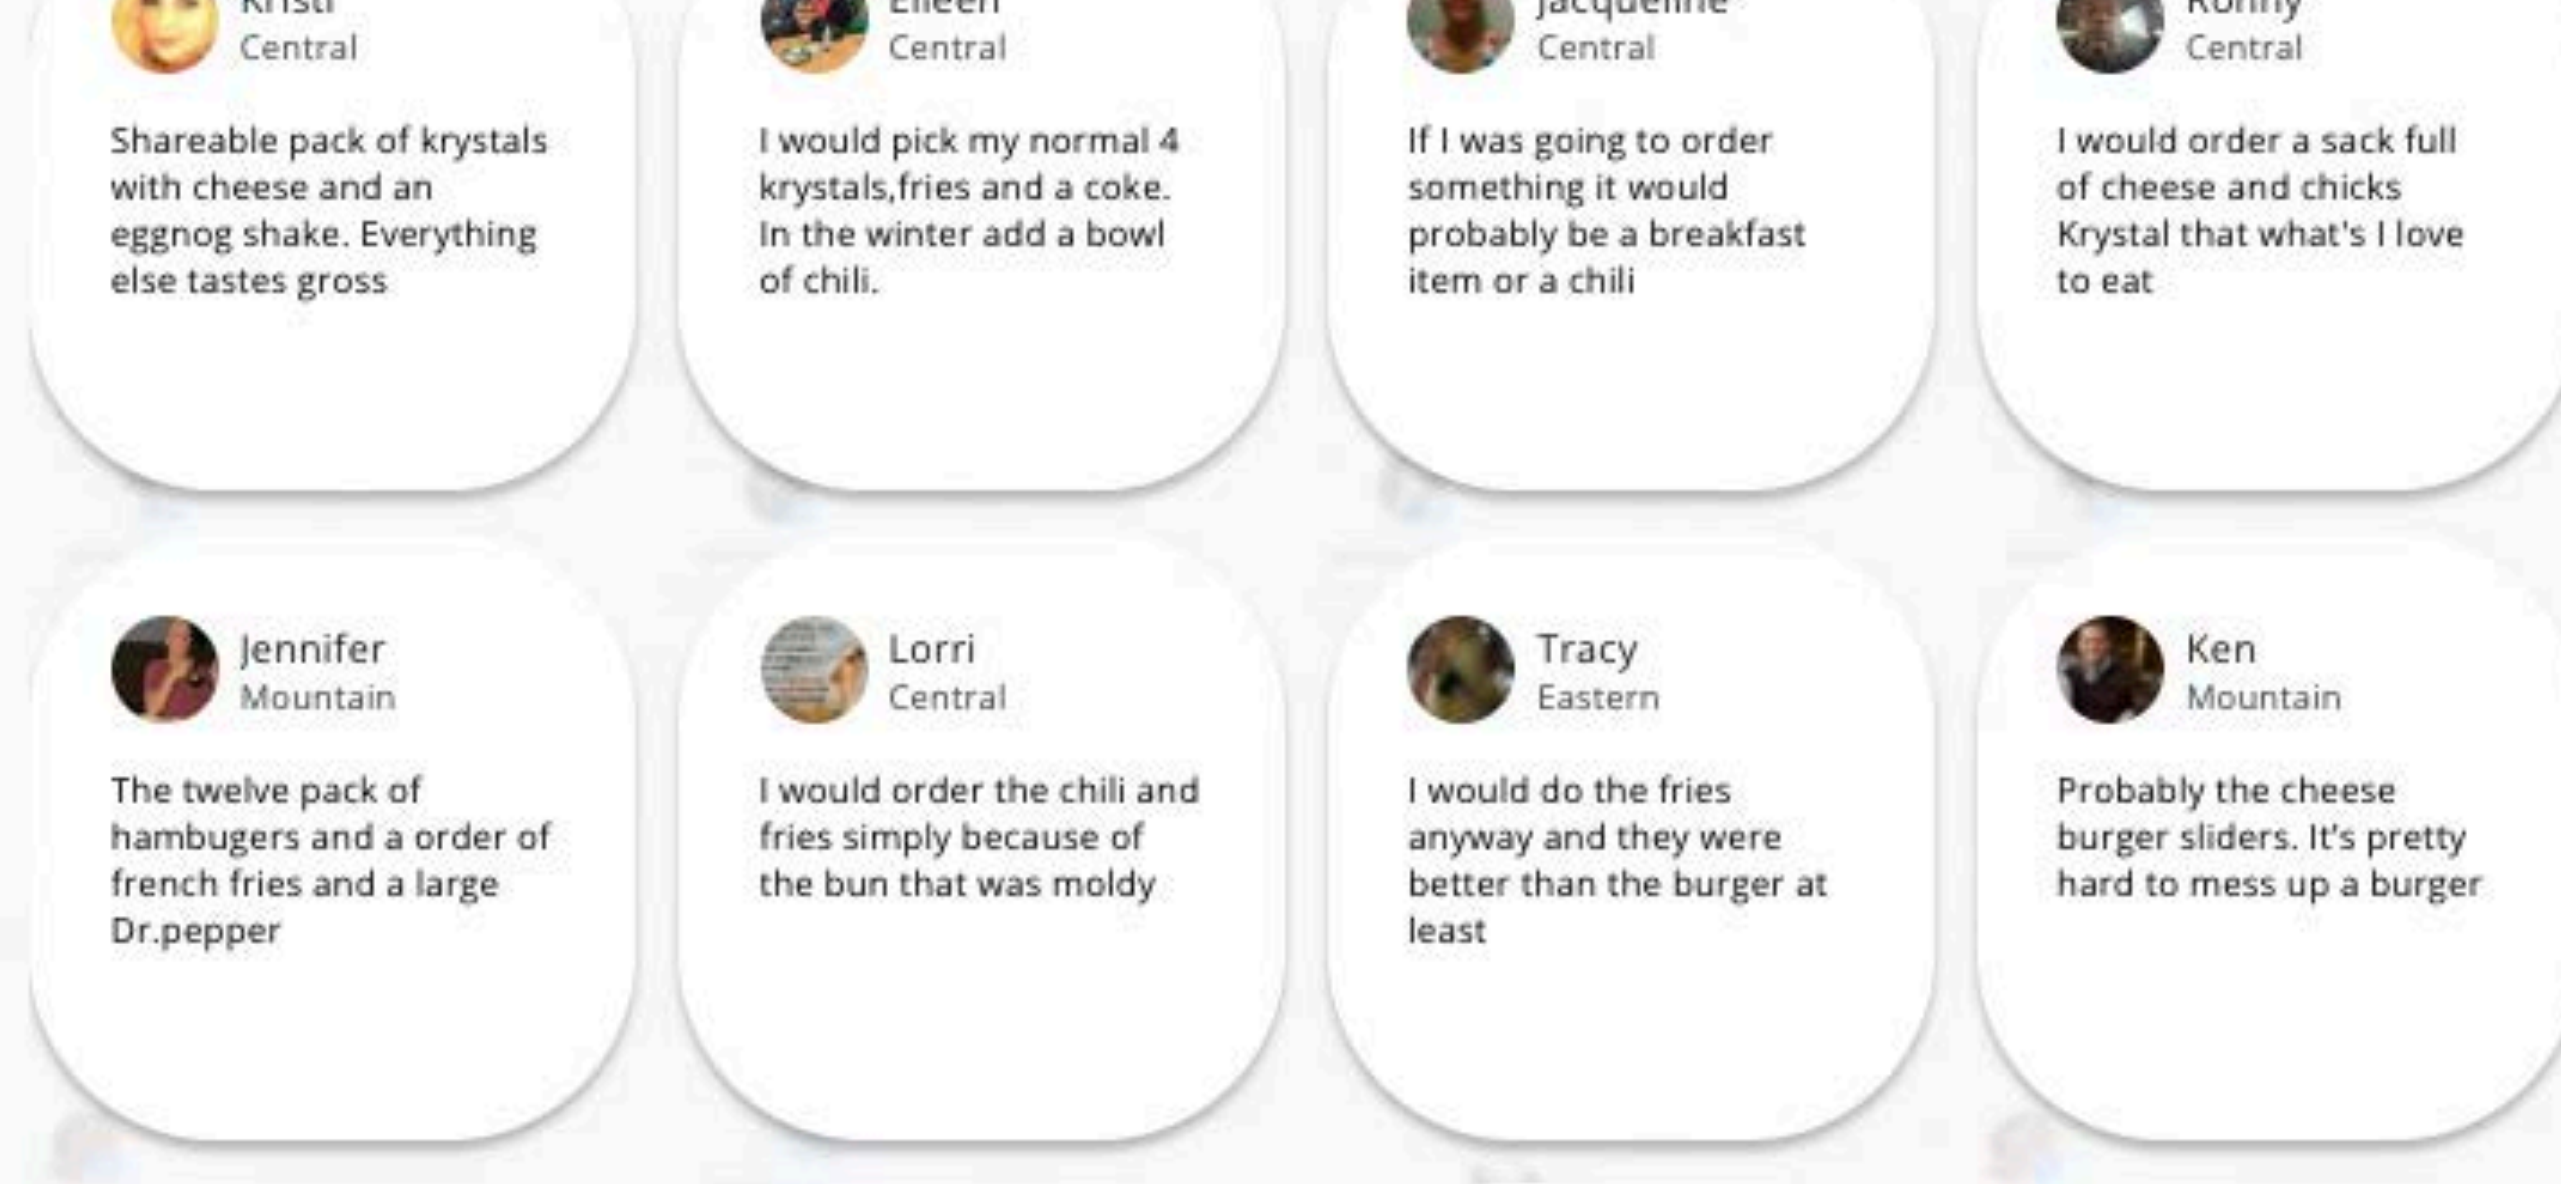 Kristi
Central
Shareable pack of krystals
with cheese and an
eggnog shake. Everything
else tastes gross
Eileen
Central
I would pick my normal 4
krystals,fries and a coke.
In the winter add a bowl
of chili.
Jacqueline
Central
If I was going to order
something it would
probably be a breakfast
item or a chili
Ronny
Central
I would order a sack full
of cheese and chicks
Krystal that what's I love
to eat
Jennifer
Mountain
The twelve pack of
hambugers and a order of
french fries and a large
Dr.pepper
Lorri
Central
I would order the chili and
fries simply because of
the bun that was moldy
Tracy
Eastern
I would do the fries
anyway and they were
better than the burger at
least
Ken
Mountain
Probably the cheese
burger sliders. It's pretty
hard to mess up a burger